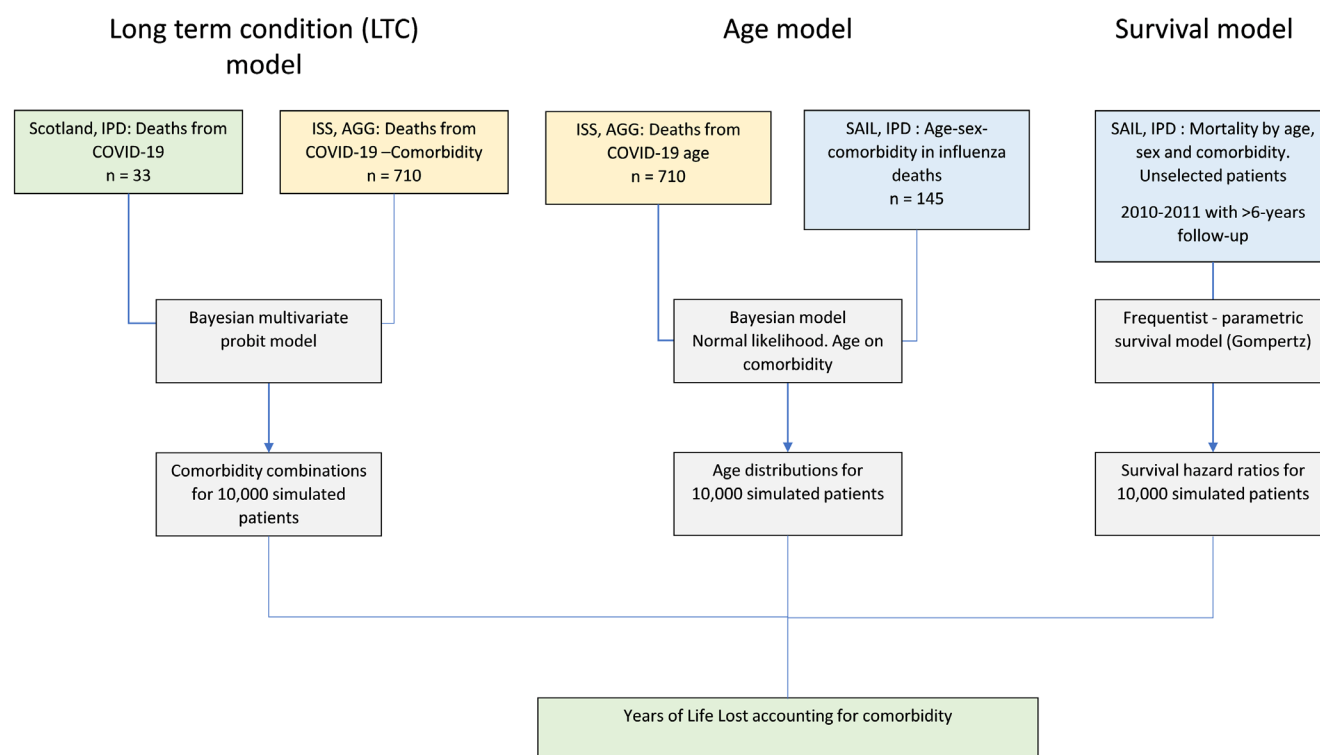 Long term condition (LTC)
model
Age model
Survival model
Scotland, IPD: Deaths from
COVID-19
n = 33
ISS, AGG: Deaths from
COVID-19 –Comorbidity
n = 710
ISS, AGG: Deaths from
COVID-19 age
n = 710
SAIL, IPD : Age-sex-
comorbidity in influenza
deaths
n = 145
SAIL, IPD : Mortality by age,
sex and comorbidity.
Unselected patients
2010-2011 with >6-years
follow-up
Bayesian multivariate
probit model
Bayesian model
Normal likelihood. Age on
comorbidity
Frequentist - parametric
survival model (Gompertz)
Comorbidity combinations
for 10,000 simulated
patients
Age distributions for
10,000 simulated patients
Survival hazard ratios for
10,000 simulated patients
Years of Life Lost accounting for comorbidity